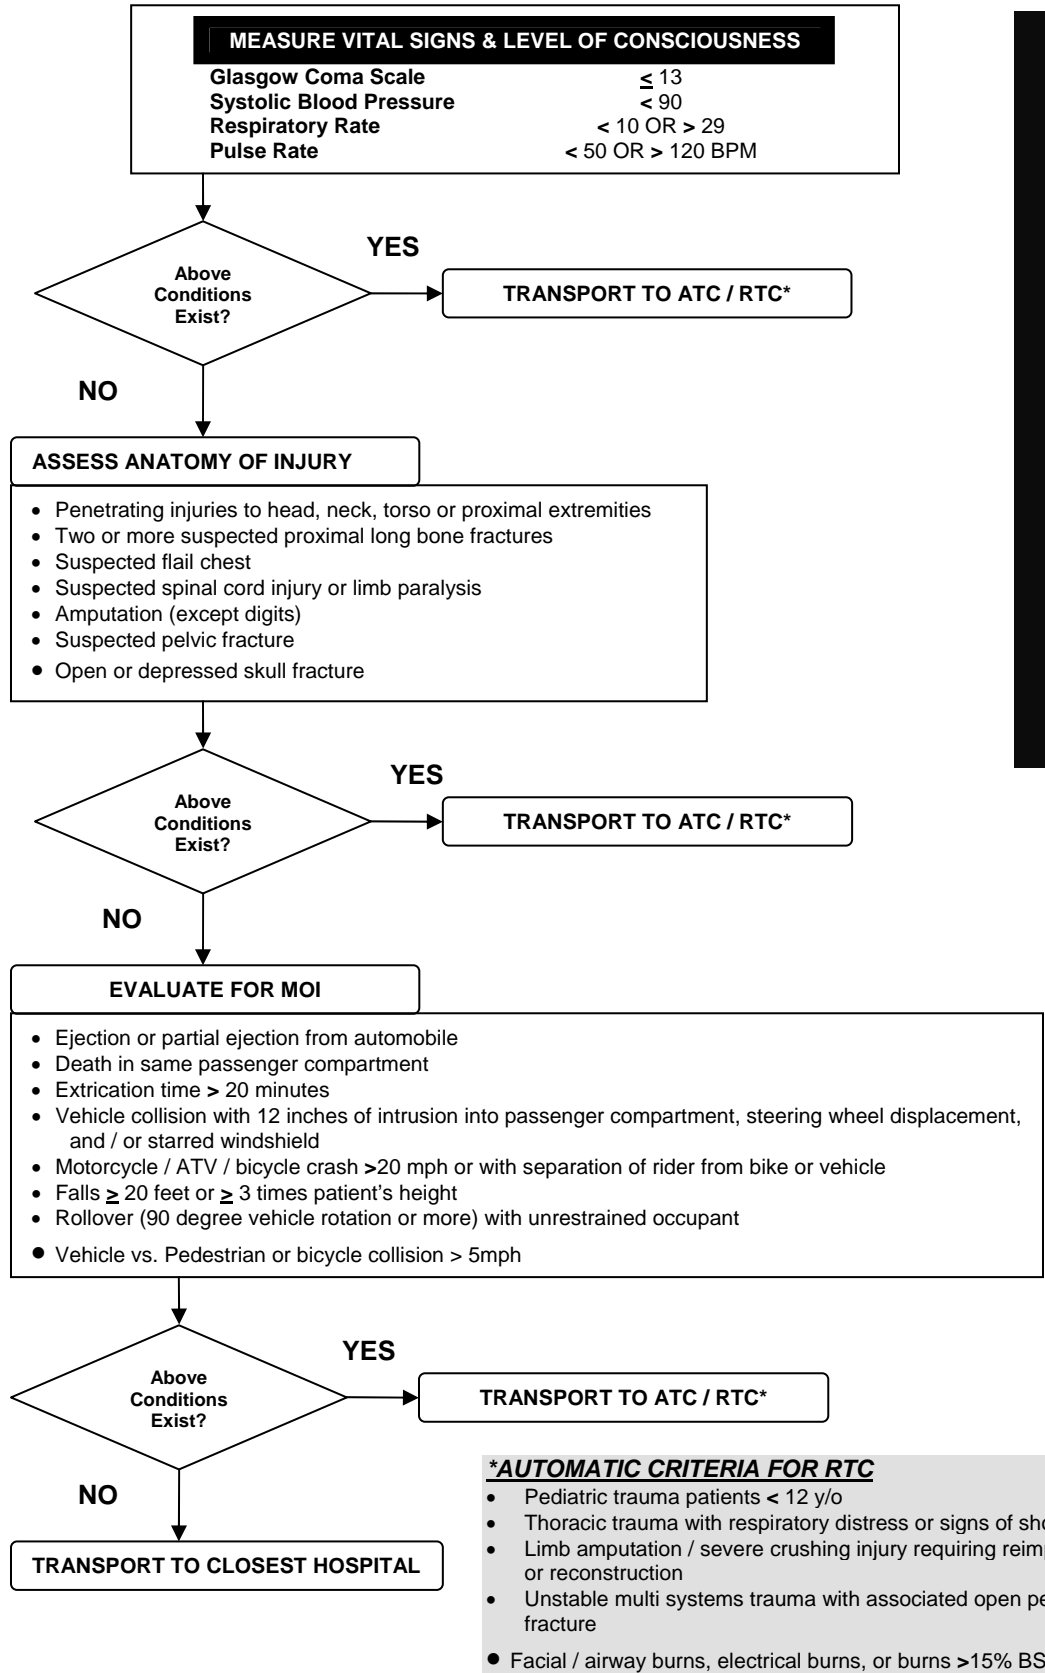 MEASURE VITAL SIGNS & LEVEL OF CONSCIOUSNESS
Glasgow Coma Scale ≤ 13
Systolic Blood Pressure < 90
Respiratory Rate < 10 OR > 29
Pulse Rate < 50 OR > 120 BPM
YES
Above
Conditions
Exist?
TRANSPORT TO ATC / RTC*
NO
ASSESS ANATOMY OF INJURY
• Penetrating injuries to head, neck, torso or proximal extremities
• Two or more suspected proximal long bone fractures
• Suspected flail chest
• Suspected spinal cord injury or limb paralysis
• Amputation (except digits)
• Suspected pelvic fracture
• Open or depressed skull fracture
YES
Above
Conditions
Exist?
TRANSPORT TO ATC / RTC*
NO
EVALUATE FOR MOI
• Ejection or partial ejection from automobile
• Death in same passenger compartment
• Extrication time > 20 minutes
• Vehicle collision with 12 inches of intrusion into passenger compartment, steering wheel displacement,
and / or starred windshield
• Motorcycle / ATV / bicycle crash >20 mph or with separation of rider from bike or vehicle
• Falls ≥ 20 feet or ≥ 3 times patient's height
• Rollover (90 degree vehicle rotation or more) with unrestrained occupant
• Vehicle vs. Pedestrian or bicycle collision > 5mph
YES
Above
Conditions
Exist?
TRANSPORT TO ATC / RTC*
NO
TRANSPORT TO CLOSEST HOSPITAL
*AUTOMATIC CRITERIA FOR RTC
• Pediatric trauma patients < 12 y/o
• Thoracic trauma with respiratory distress or signs of
• Limb amputation / severe crushing injury requiring
or reconstruction
• Unstable multi systems trauma with associated open
fracture
• Facial / airway burns, electrical burns, or burns >15%